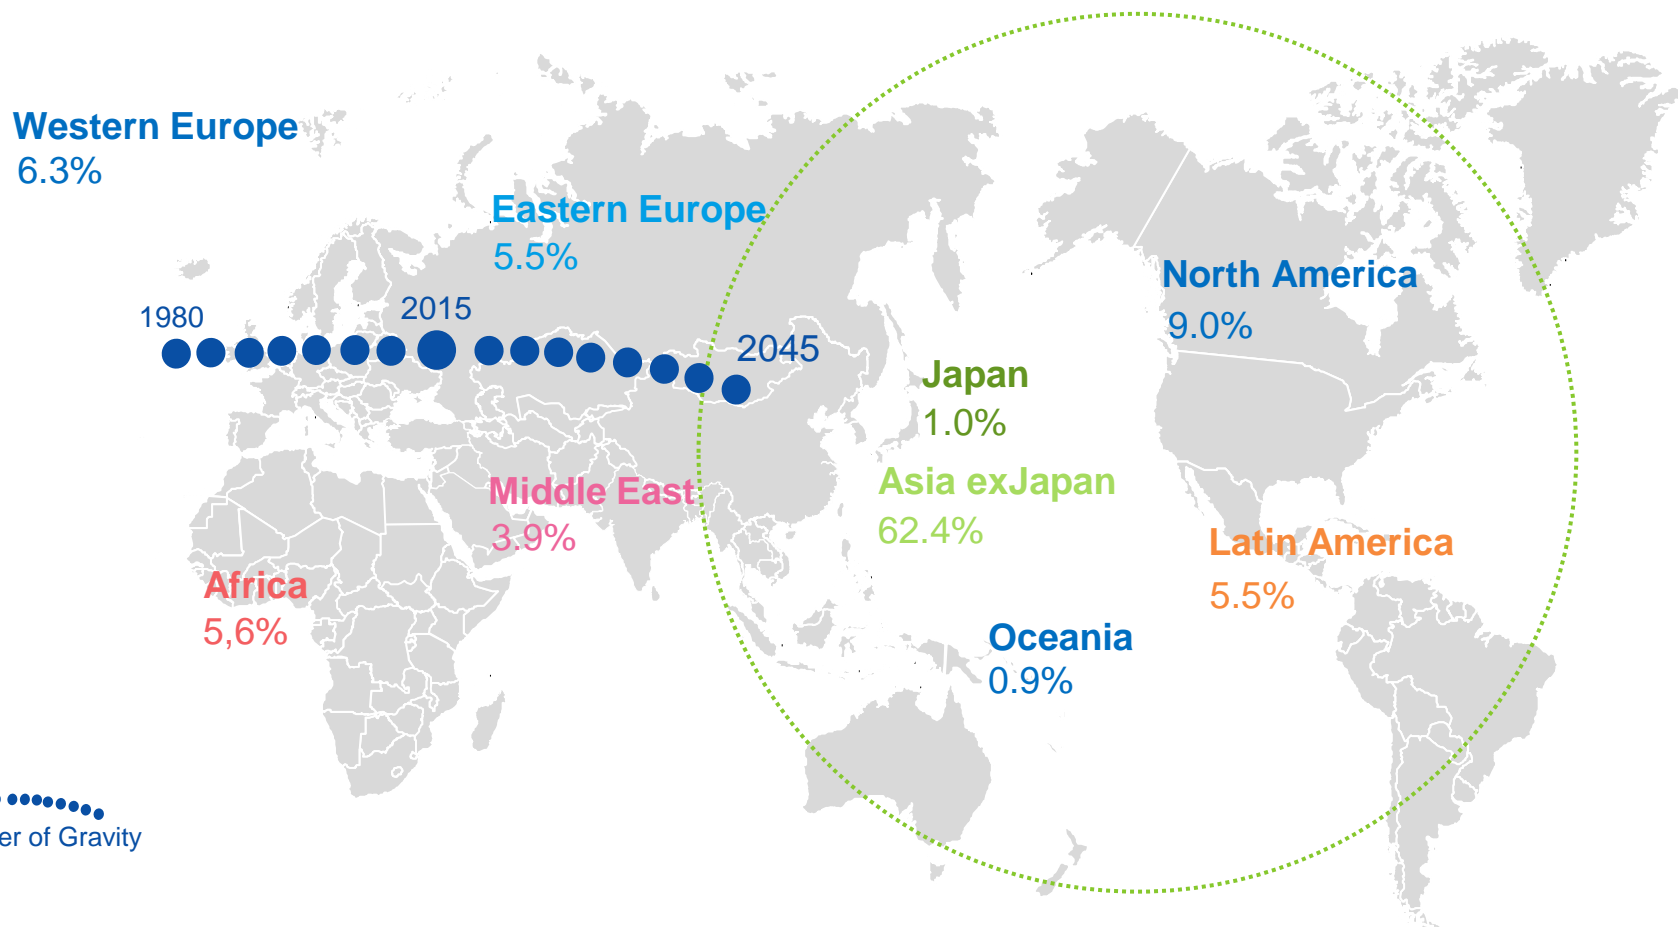 Western Europe
6.3%
Eastern Europe
5.5%
1980
2015
2045
North America
9.0%
Japan
1.0%
Asia exJapan
62.4%
Middle East
3.9%
Latin America
5.5%
Africa
5,6%
Oceania
0.9%
er of Gravity